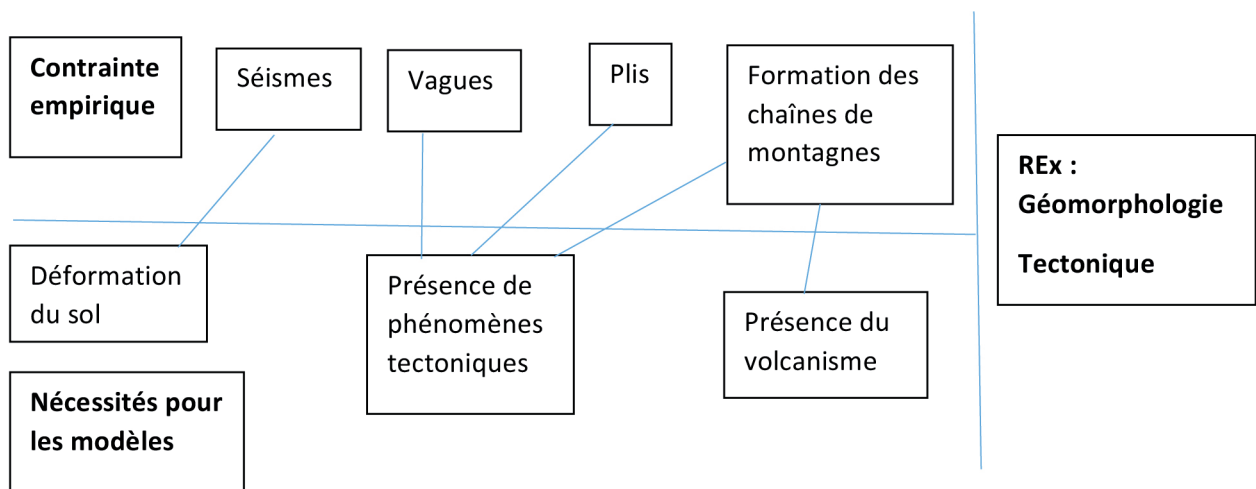 Contrainte
empirique
Séismes
Vagues
Plis
Formation des
chaînes de
montagnes
REx :
Géomorphologie
Tectonique
Déformation
du sol
Présence de
phénomènes
tectoniques
Présence du
volcanisme
Nécessités pour
les modèles